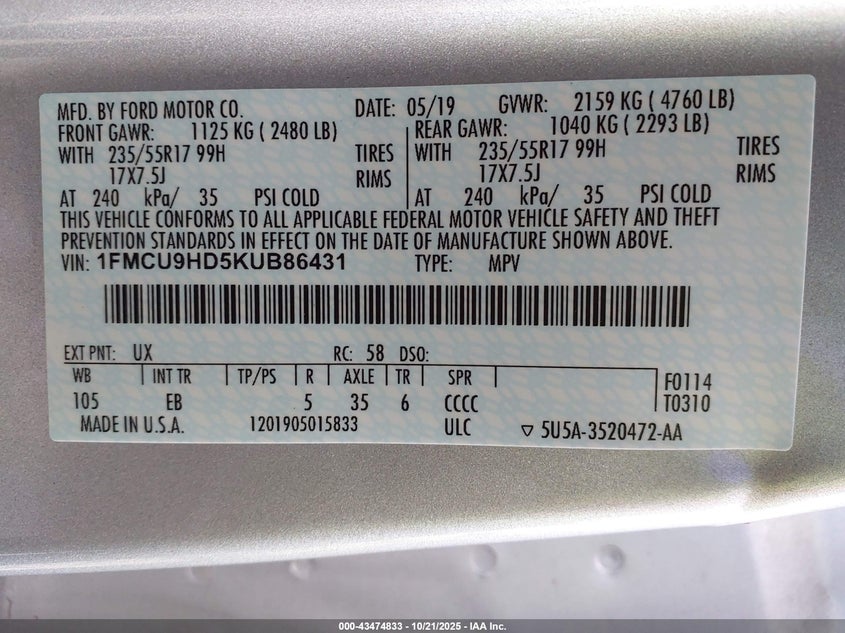 MFD. BY FORD MOTOR CO. DATE: 05/19 GVWR: 2159 KG ( 4760 LB)
FRONT GAWR: 1125 KG ( 2480 LB) REAR GAWR: 1040 KG ( 2293 LB)
WITH 235/55R17 99H TIRES WITH 235/55R17 99H TIRES
17X7.5J RIMS 17X7.5J RIMS
AT 240 kPa/ 35 PSI COLD AT 240 kPa/ 35 PSI COLD
THIS VEHICLE CONFORMS TO ALL APPLICABLE FEDERAL MOTOR VEHICLE SAFETY AND THEFT
PREVENTION STANDARDS IN EFFECT ON THE DATE OF MANUFACTURE SHOWN ABOVE.
VIN: 1FMCU9HD5KUB86431 TYPE: MPV
EXT PNT: UX RC: 58 DSO:
WB INT TR TP/PS R AXLE TR SPR F0114
105 EB 5 35 6 CCCC T0310
MADE IN U.S.A. 1201905015833 ULC ▽ 5U5A-3520472-AA
000-43474833 - 10/21/2025 - IAA Inc.